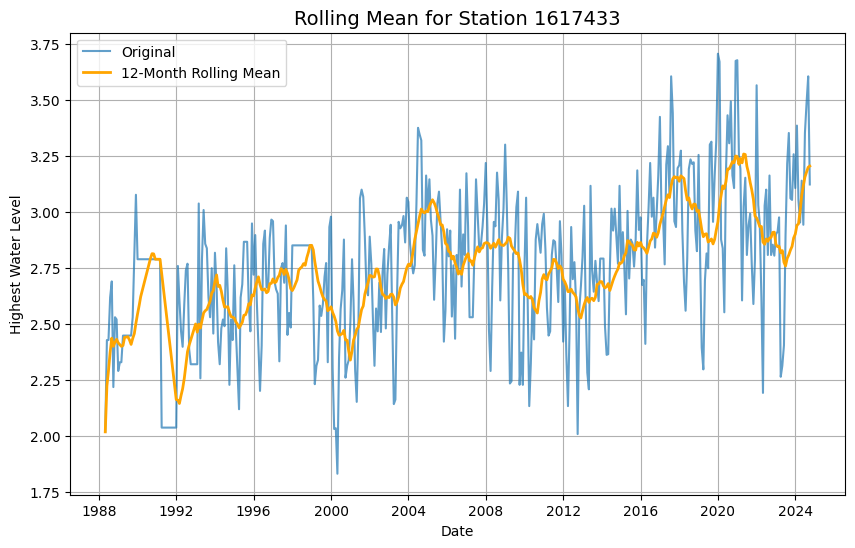 Rolling Mean for Station 1617433
Original
12-Month Rolling Mean
Highest Water Level
3.75
3.50
3.25
3.00
2.75
2.50
2.25
2.00
1.75
1988 1992 1996 2000 2004 2008 2012 2016 2020 2024
Date